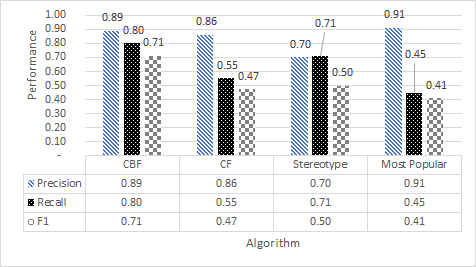 1.00
0.90
0.80
0.70
0.60
0.50
0.40
0.30
0.20
0.10
-
Performance
0.89 0.80 0.71 0.86 0.55 0.47 0.70 0.71 0.50 0.91 0.45 0.41
CBF CF Stereotype Most Popular
Precision 0.89 0.86 0.70 0.91
Recall 0.80 0.55 0.71 0.45
F1 0.71 0.47 0.50 0.41
Algorithm